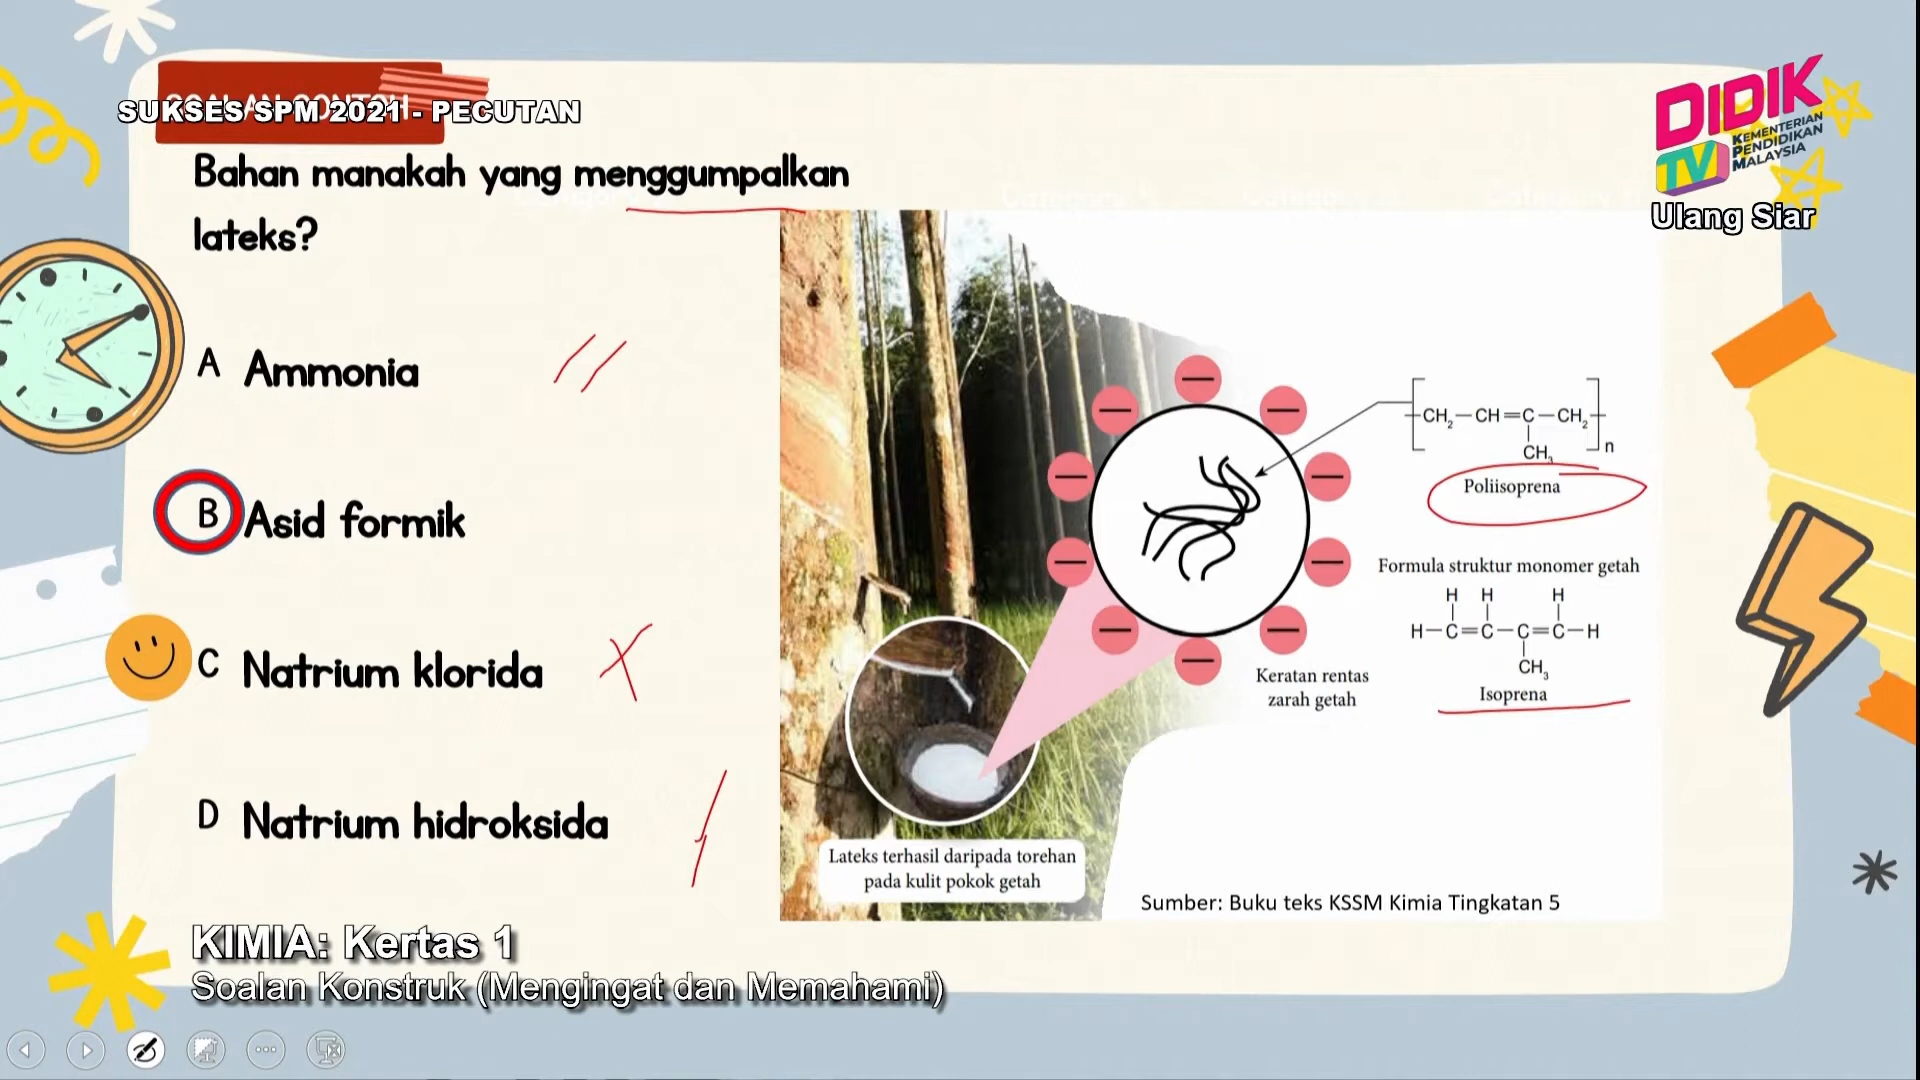 SOALAN CONTOH
SUKSES SPM 2021 - PECUTAN
DIDIK
TV
KEMENTERIAN
PENDIDIKAN
MALAYSIA
Ulang Siar
Bahan manakah yang menggumpalkan
lateks?
A Ammonia
B Asid formik
C Natrium klorida
D Natrium hidroksida
CH₂—CH=C—CH₂
CH₃
n
Poliisoprena
Formula struktur monomer getah
H H H
H—C=C—C=C—H
CH₃
Isoprena
Keratan rentas
zarah getah
Lateks terhasil daripada torehan
pada kulit pokok getah
Sumber: Buku teks KSSM Kimia Tingkatan 5
KIMIA: Kertas 1
Soalan Konstruk (Mengingat dan Memahami)